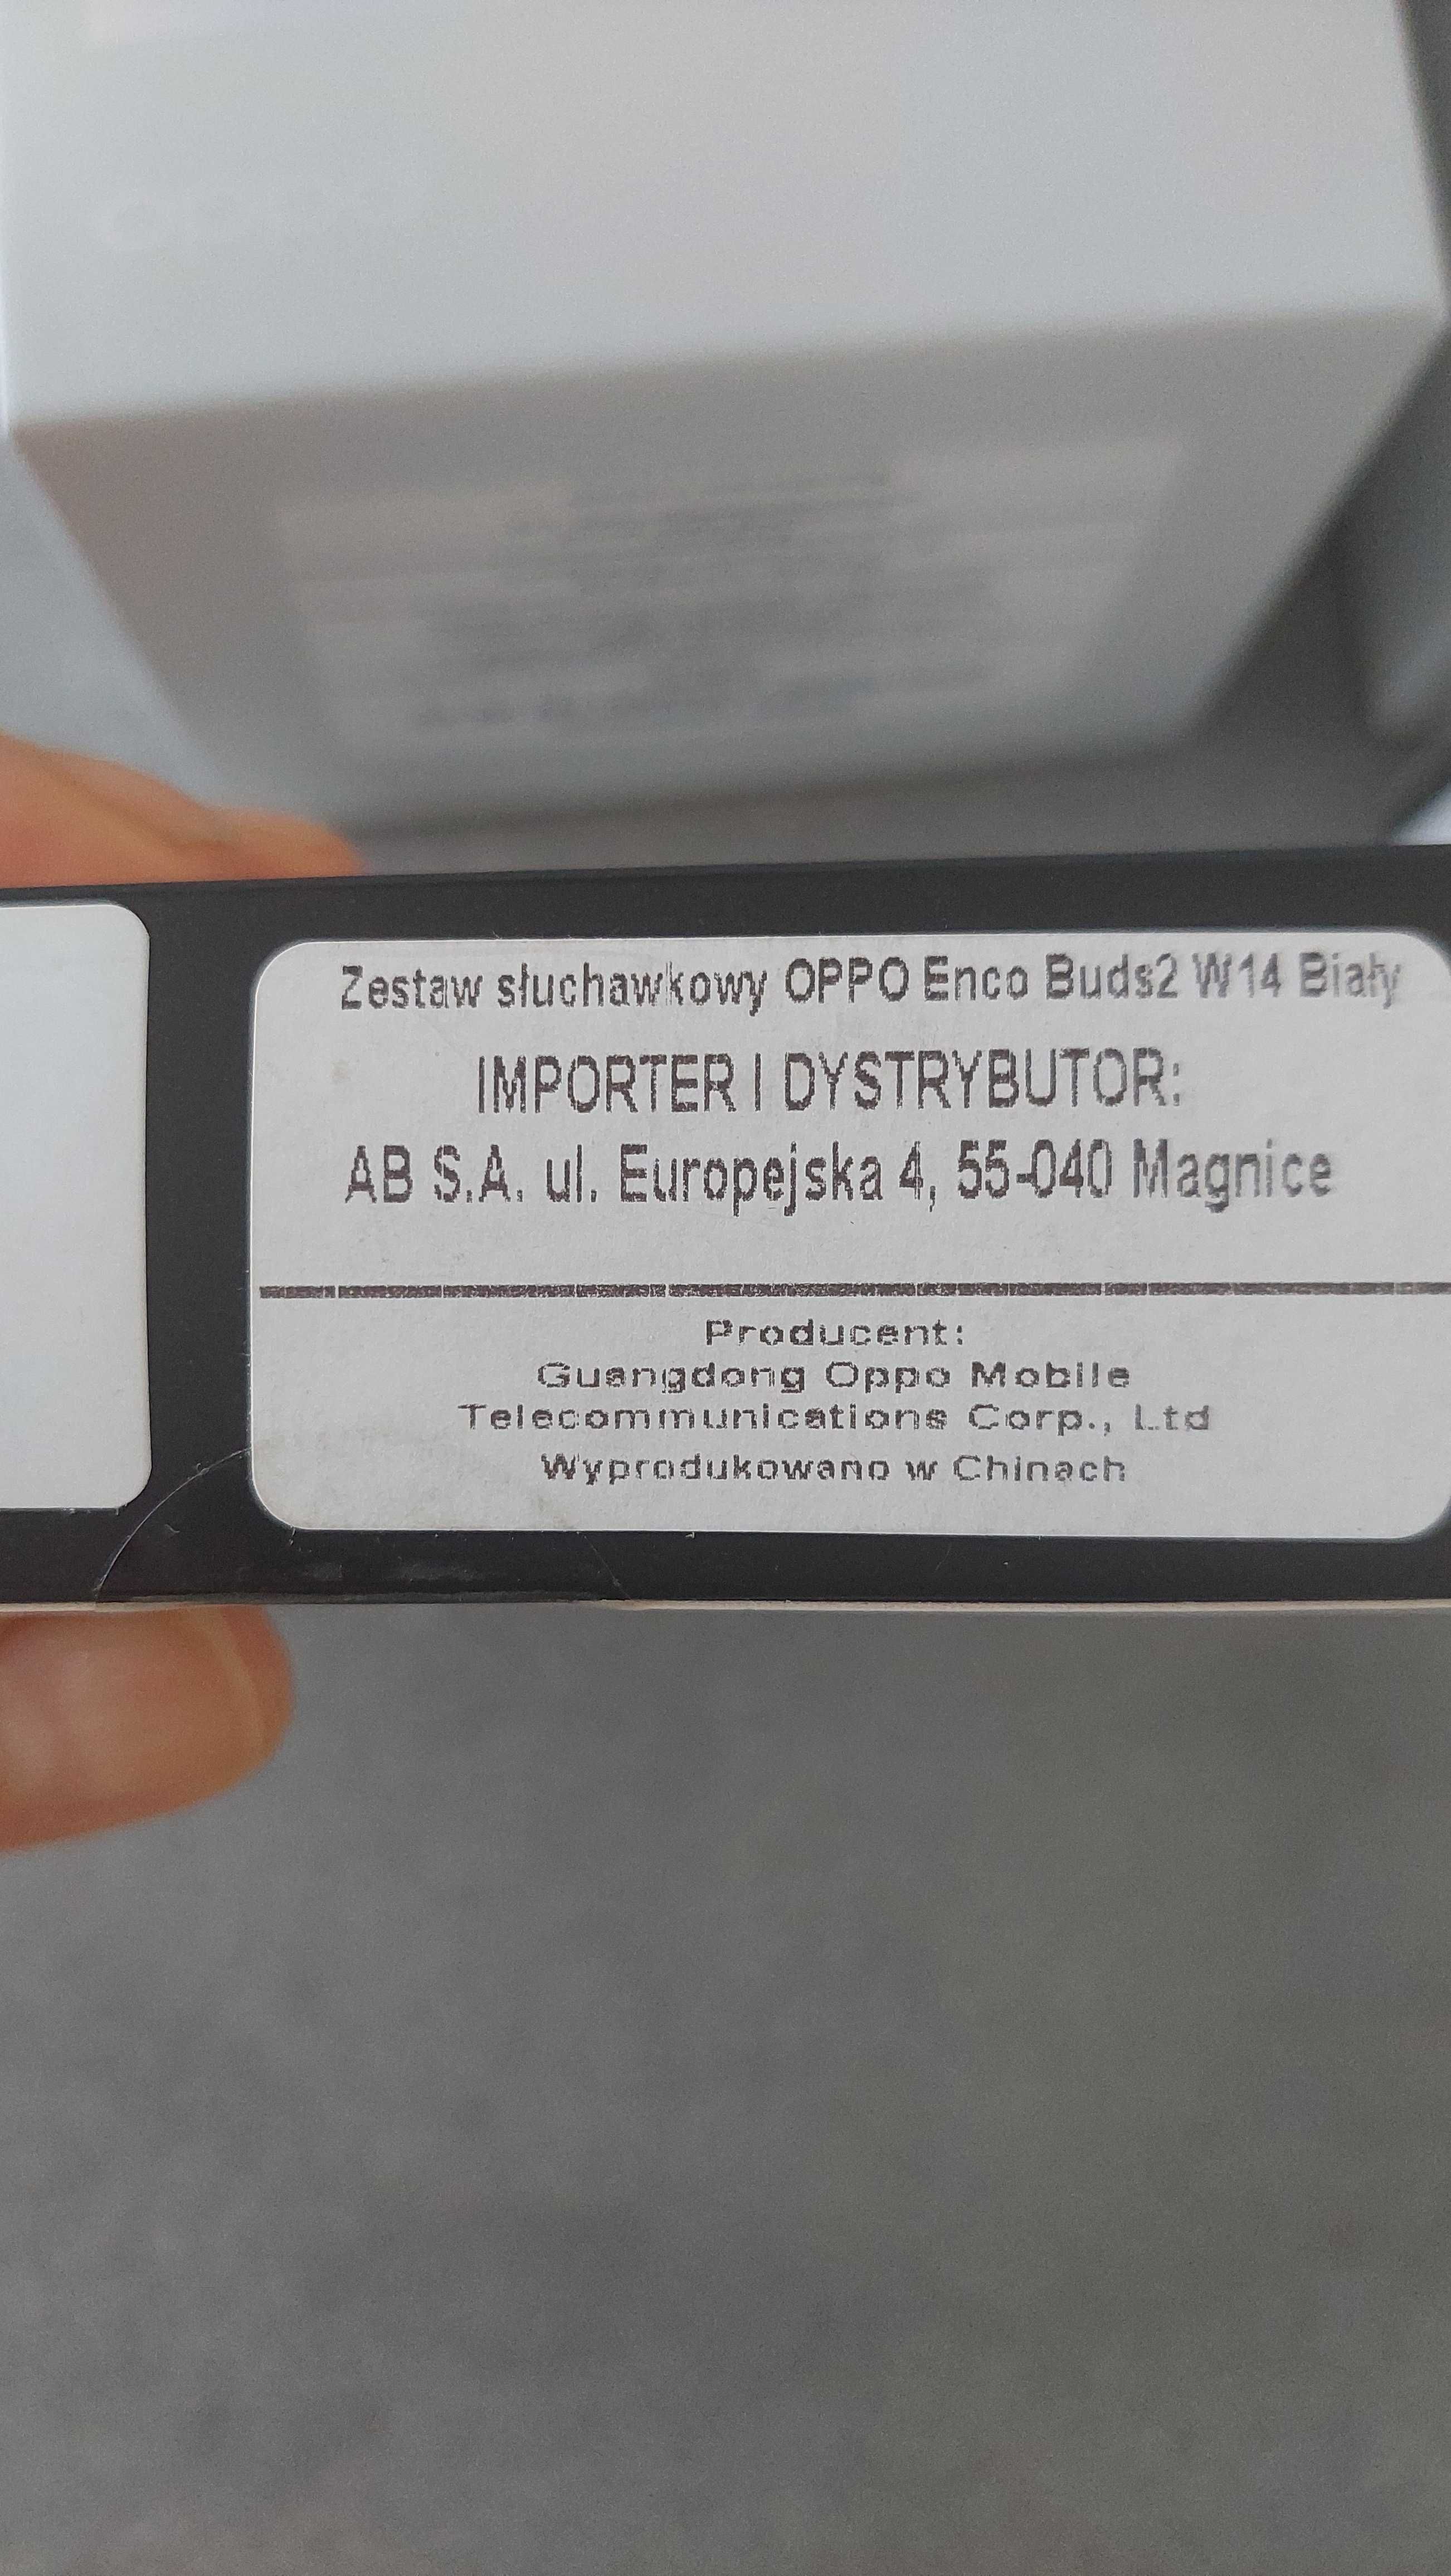 Zestaw słuchawkowy OPPO Enco Buds2 W14 Biały
IMPORTER I DYSTRYBUTOR:
AB S.A. ul. Europejska 4, 55-040 Magnice
Producent:
Guangdong Oppo Mobile
Telecommunications Corp., Ltd
Wyprodukowano w Chinach